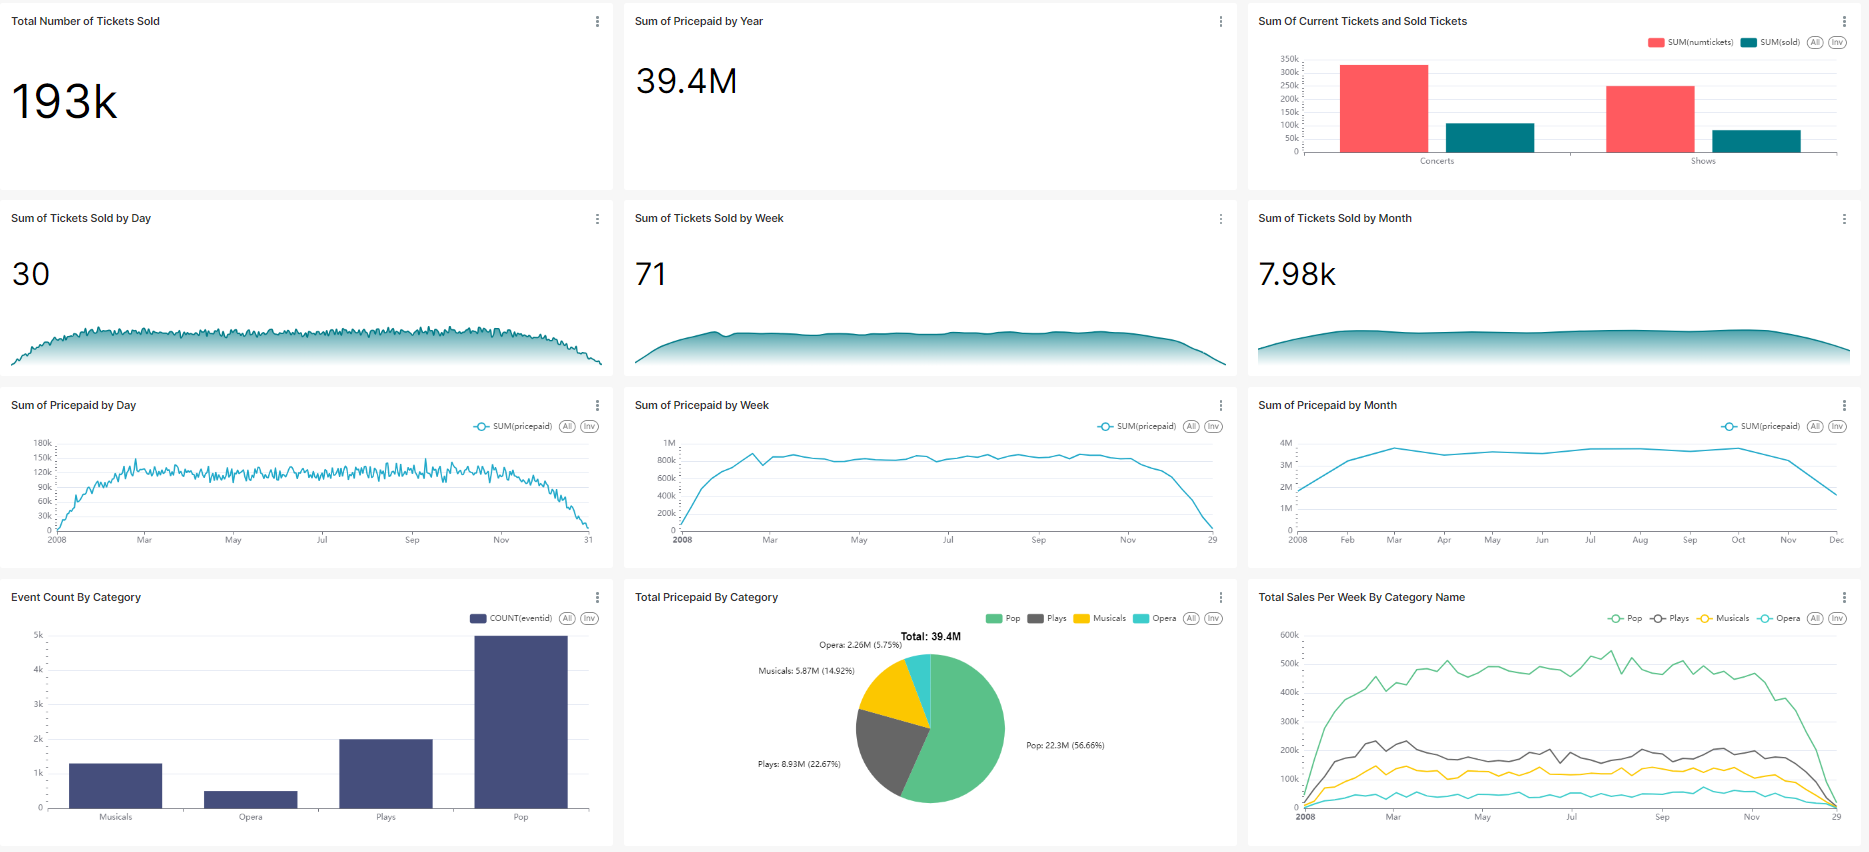 Total Number of Tickets Sold
193k
Sum of Pricepaid by Year
39.4M
Sum Of Current Tickets and Sold Tickets
SUM(numtickets) SUM(sold) All Inv
350k
300k
250k
200k
150k
100k
50k
0
Concerts Shows
Sum of Tickets Sold by Day
30
Sum of Tickets Sold by Week
71
Sum of Tickets Sold by Month
7.98k
Sum of Pricepaid by Day
SUM(pricepaid) All Inv
180k
150k
120k
90k
60k
30k
0
2008 Mar May Jul Sep Nov 31
Sum of Pricepaid by Week
SUM(pricepaid) All Inv
1M
800k
600k
400k
200k
0
2008 Mar May Jul Sep Nov 29
Sum of Pricepaid by Month
SUM(pricepaid) All Inv
4M
3M
2M
1M
0
2008 Feb Mar Apr May Jun Jul Aug Sep Oct Nov Dec
Event Count By Category
COUNT(eventid) All Inv
5k
4k
3k
2k
1k
0
Musicals Opera Plays Pop
Total Pricepaid By Category
Pop Plays Musicals Opera All Inv
Total: 39.4M
Opera: 2.26M (5.75%)
Musicals: 5.87M (14.92%)
Pop: 22.3M (56.66%)
Plays: 8.93M (22.67%)
Total Sales Per Week By Category Name
Pop Plays Musicals Opera All Inv
600k
500k
400k
300k
200k
100k
0
2008 Mar May Jul Sep Nov 29